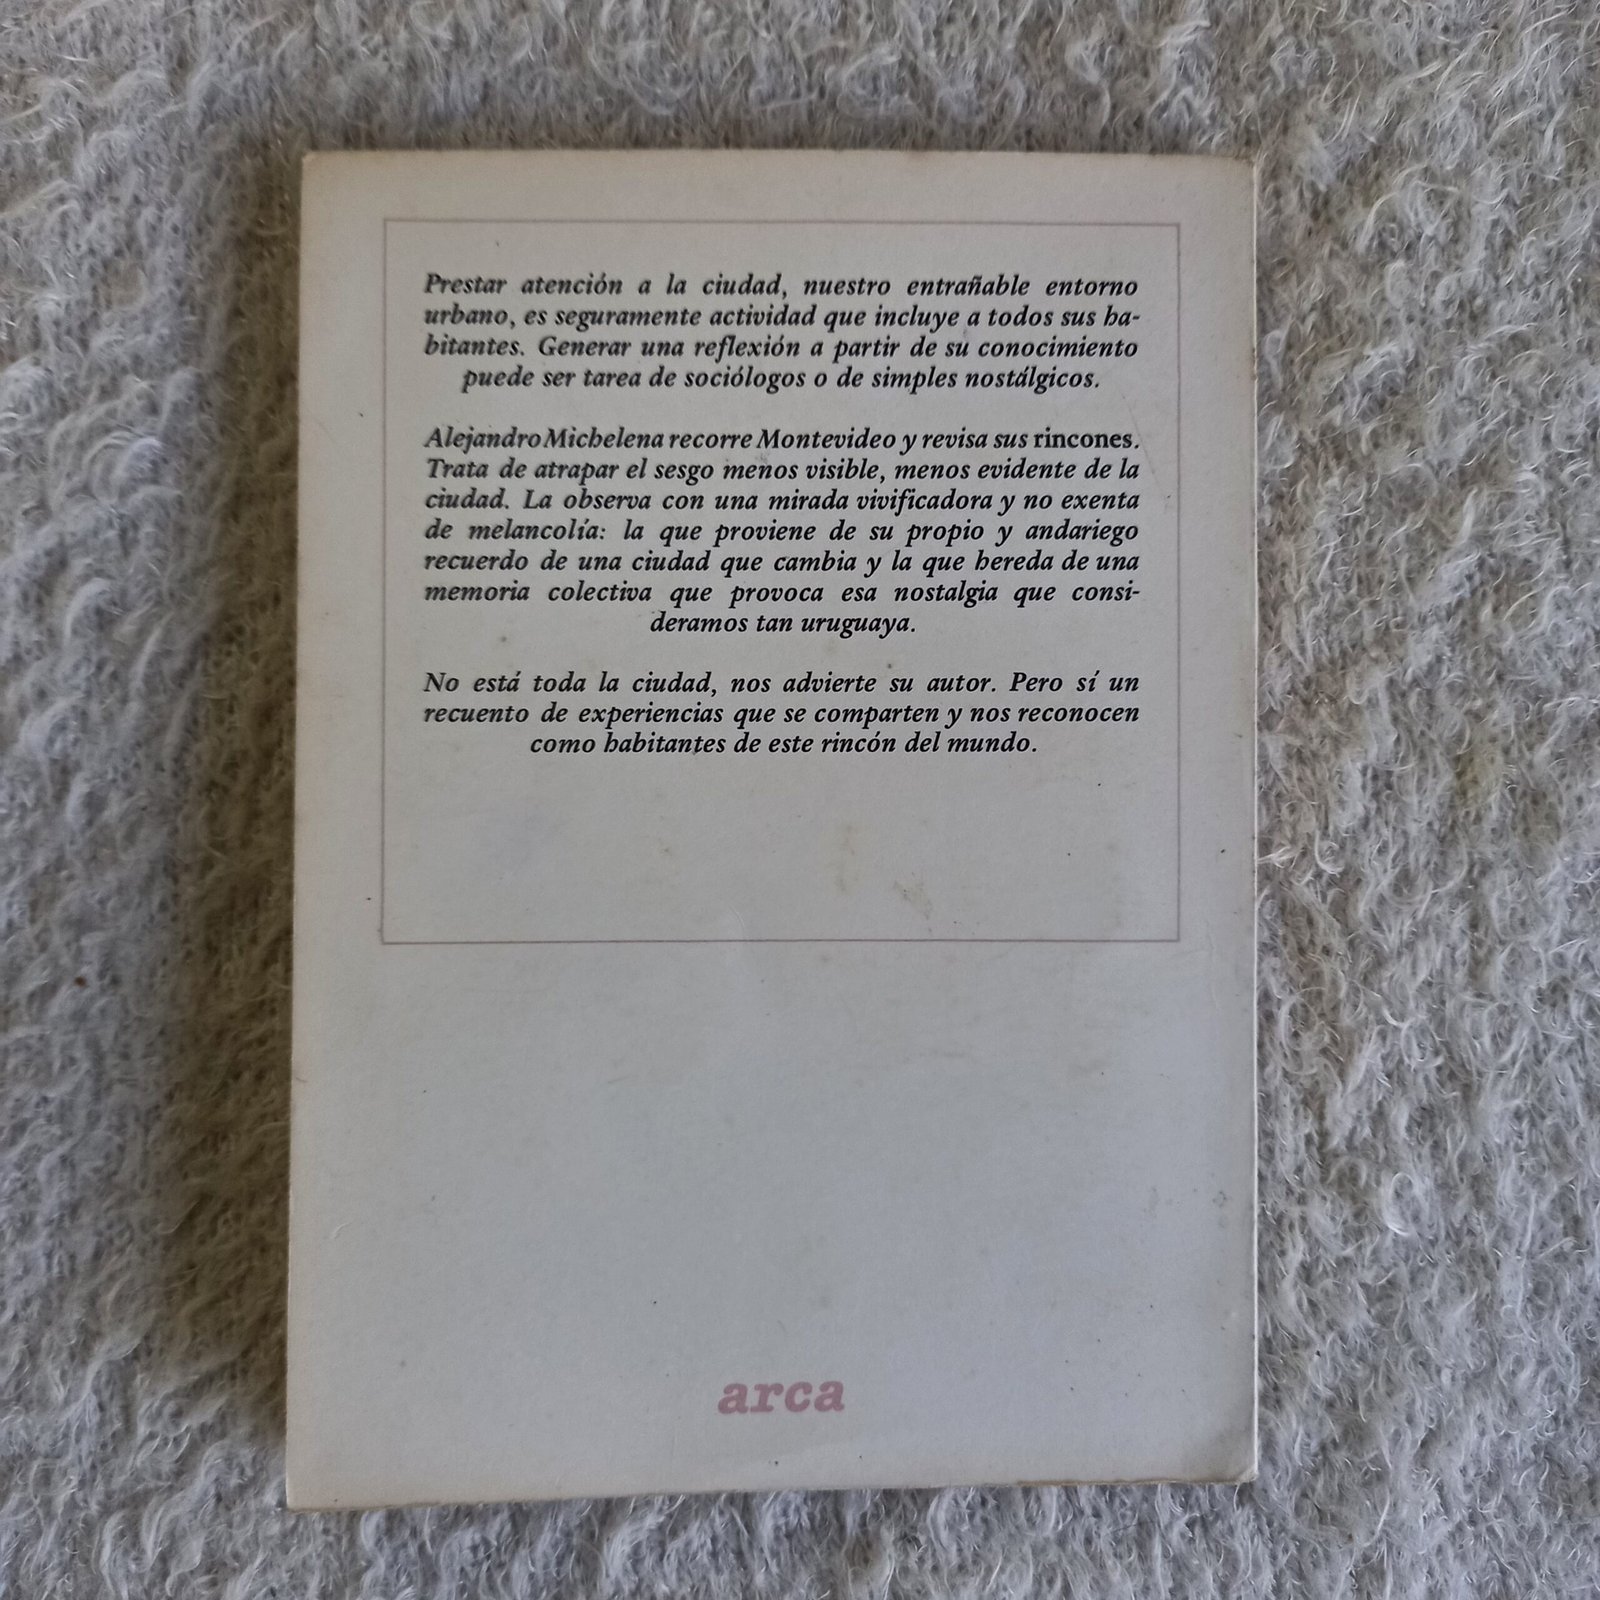 Prestar atención a la ciudad, nuestro entrañable entorno
urbano, es seguramente actividad que incluye a todos sus ha-
bitantes. Generar una reflexión a partir de su conocimiento
puede ser tarea de sociólogos o de simples nostálgicos.
Alejandro Michelena recorre Montevideo y revisa sus rincones.
Trata de atrapar el sesgo menos visible, menos evidente de la
ciudad. La observa con una mirada vivificadora y no exenta
de melancolía: la que proviene de su propio y andariego
recuerdo de una ciudad que cambia y la que hereda de una
memoria colectiva que provoca esa nostalgia que consi-
deramos tan uruguaya.
No está toda la ciudad, nos advierte su autor. Pero sí un
recuento de experiencias que se comparten y nos reconocen
como habitantes de este rincón del mundo.
arca